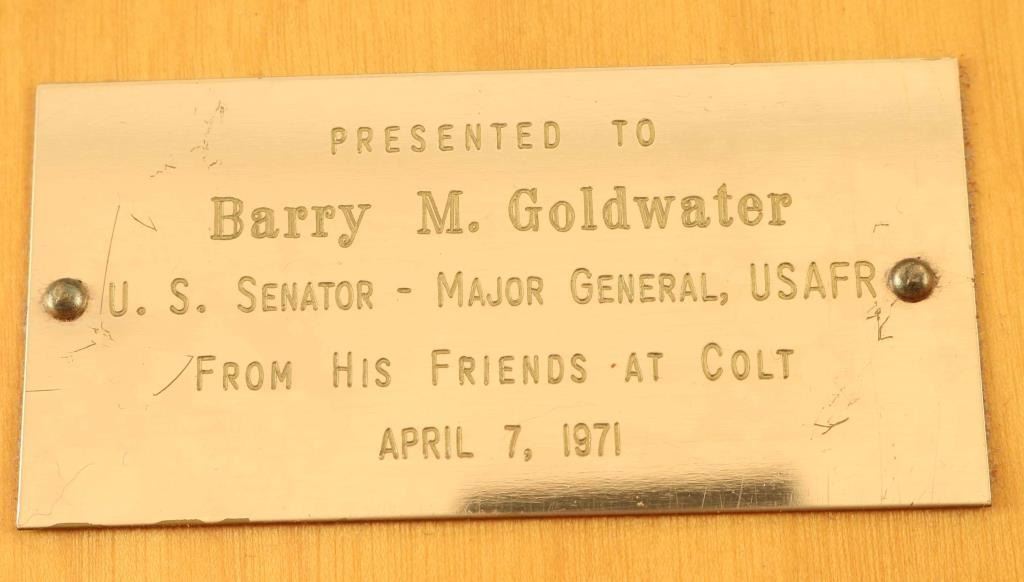 PRESENTED TO
Barry M. Goldwater
U. S. SENATOR - MAJOR GENERAL, USAFR
FROM HIS FRIENDS AT COLT
APRIL 7, 1971